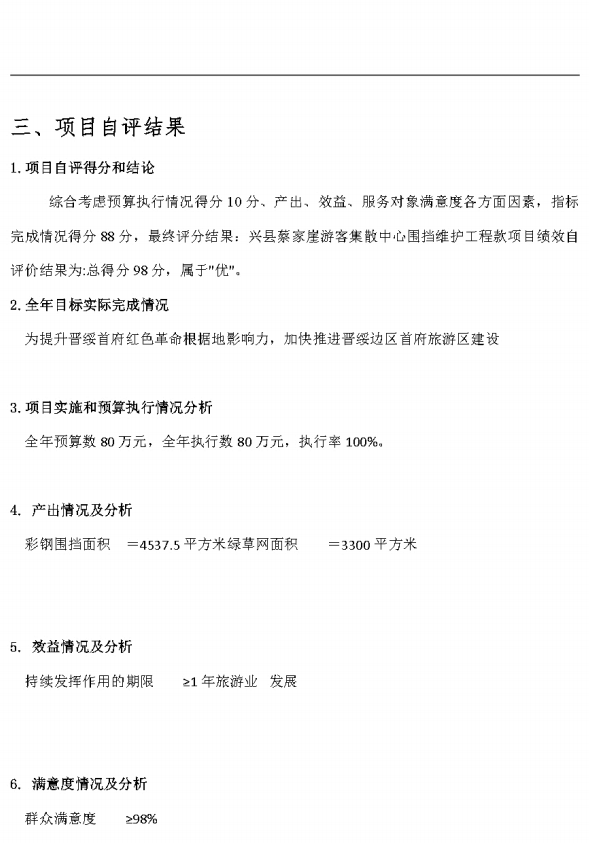 三、项目自评结果
1. 项目自评得分和结论
综合考虑预算执行情况得分 10 分、产出、效益、服务对象满意度各方面因素，指标
完成情况得分 88 分，最终评分结果：兴县蔡家崖游客集散中心围挡维护工程款项目绩效自
评价结果为:总得分 98 分，属于"优"。
2. 全年目标实际完成情况
为提升晋绥首府红色革命根据地影响力，加快推进晋绥边区首府旅游区建设
3. 项目实施和预算执行情况分析
全年预算数 80 万元，全年执行数 80 万元，执行率 100%。
4. 产出情况及分析
彩钢围挡面积 ＝4537.5 平方米绿草网面积 ＝3300 平方米
5. 效益情况及分析
持续发挥作用的期限 ≥1 年旅游业 发展
6. 满意度情况及分析
群众满意度 ≥98%